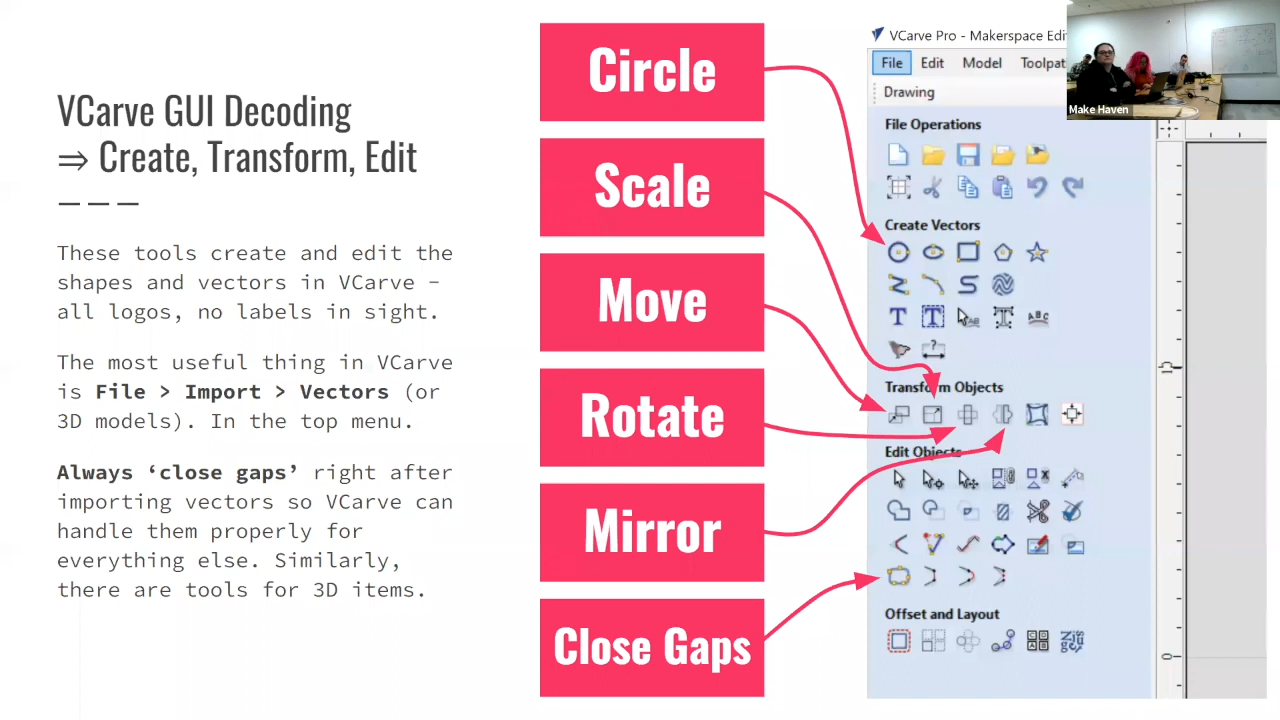 VCarve GUI Decoding
⇒ Create, Transform, Edit
These tools create and edit the
shapes and vectors in VCarve –
all logos, no labels in sight.
The most useful thing in VCarve
is File > Import > Vectors (or
3D models). In the top menu.
Always ‘close gaps’ right after
importing vectors so VCarve can
handle them properly for
everything else. Similarly,
there are tools for 3D items.
Circle
Scale
Move
Rotate
Mirror
Close Gaps
VCarve Pro - Makerspace Edi
File Edit Model Toolpat
Drawing
File Operations
Create Vectors
Transform Objects
Edit Objects
Offset and Layout
Make Haven